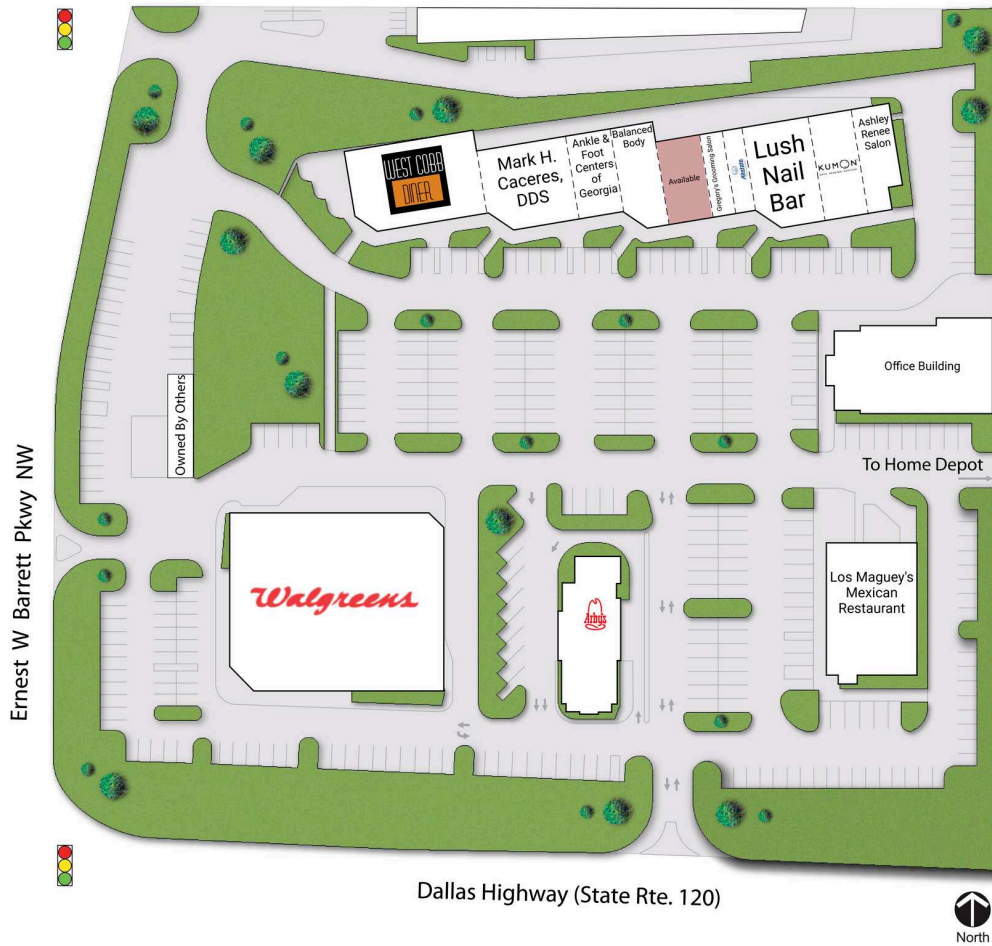 WEST COBB
DINER
Mark H.
Caceres,
DDS
Ankle &
Foot
Centers
of
Georgia
Balanced
Body
Available
Gregory's Grooming Salon
Lush
Nail
Bar
KUMON
Ashley
Renee
Salon
Office Building
To Home Depot
Owned By Others
Walgreens
Arby's
Los Maguey's
Mexican
Restaurant
Ernest W Barrett Pkwy NW
Dallas Highway (State Rte. 120)
North